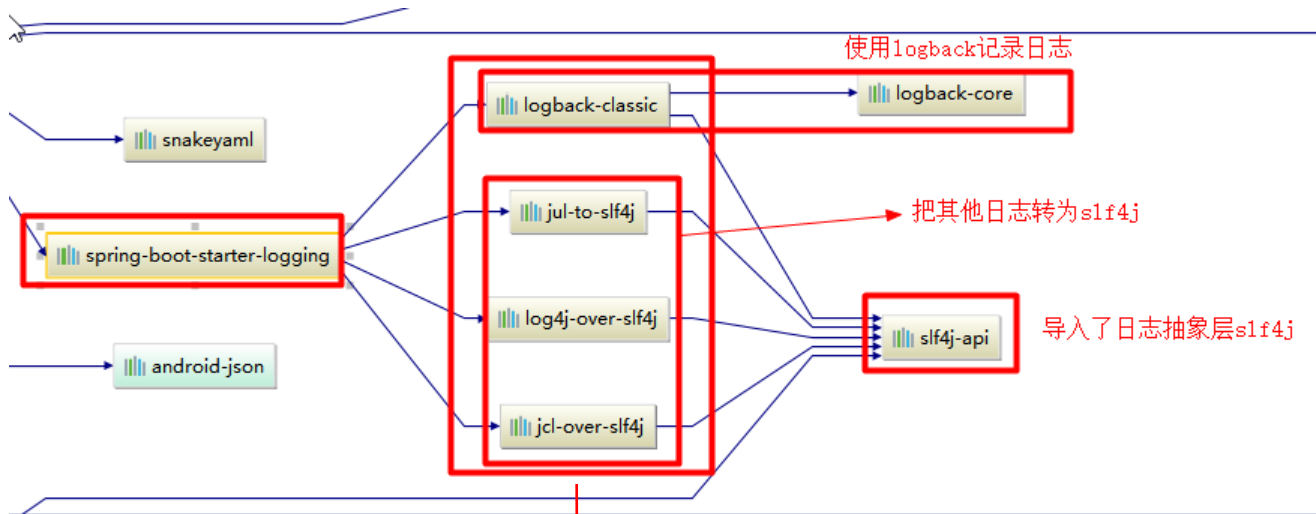 使用logback记录日志
logback-classic
logback-core
snakeyaml
jul-to-slf4j
把其他日志转为slf4j
spring-boot-starter-logging
log4j-over-slf4j
slf4j-api
导入了日志抽象层slf4j
android-json
jcl-over-slf4j